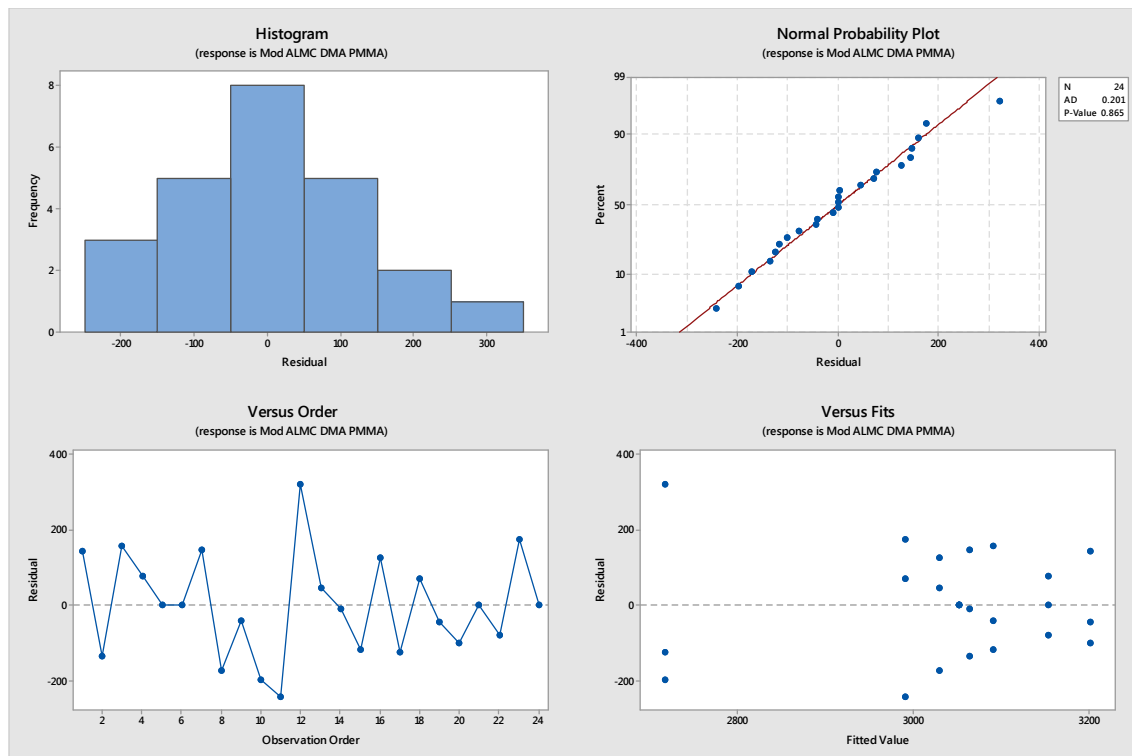 Histogram
(response is Mod ALMC DMA PMMA)
8
6
4
2
0
Frequency
-200 -100 0 100 200 300
Residual
Normal Probability Plot
(response is Mod ALMC DMA PMMA)
99
90
50
10
1
Percent
-400 -200 0 200 400
Residual
N 24
AD 0.201
P-Value 0.865
Versus Order
(response is Mod ALMC DMA PMMA)
400
200
0
-200
Residual
2 4 6 8 10 12 14 16 18 20 22 24
Observation Order
Versus Fits
(response is Mod ALMC DMA PMMA)
400
200
0
-200
Residual
2800 3000 3200
Fitted Value